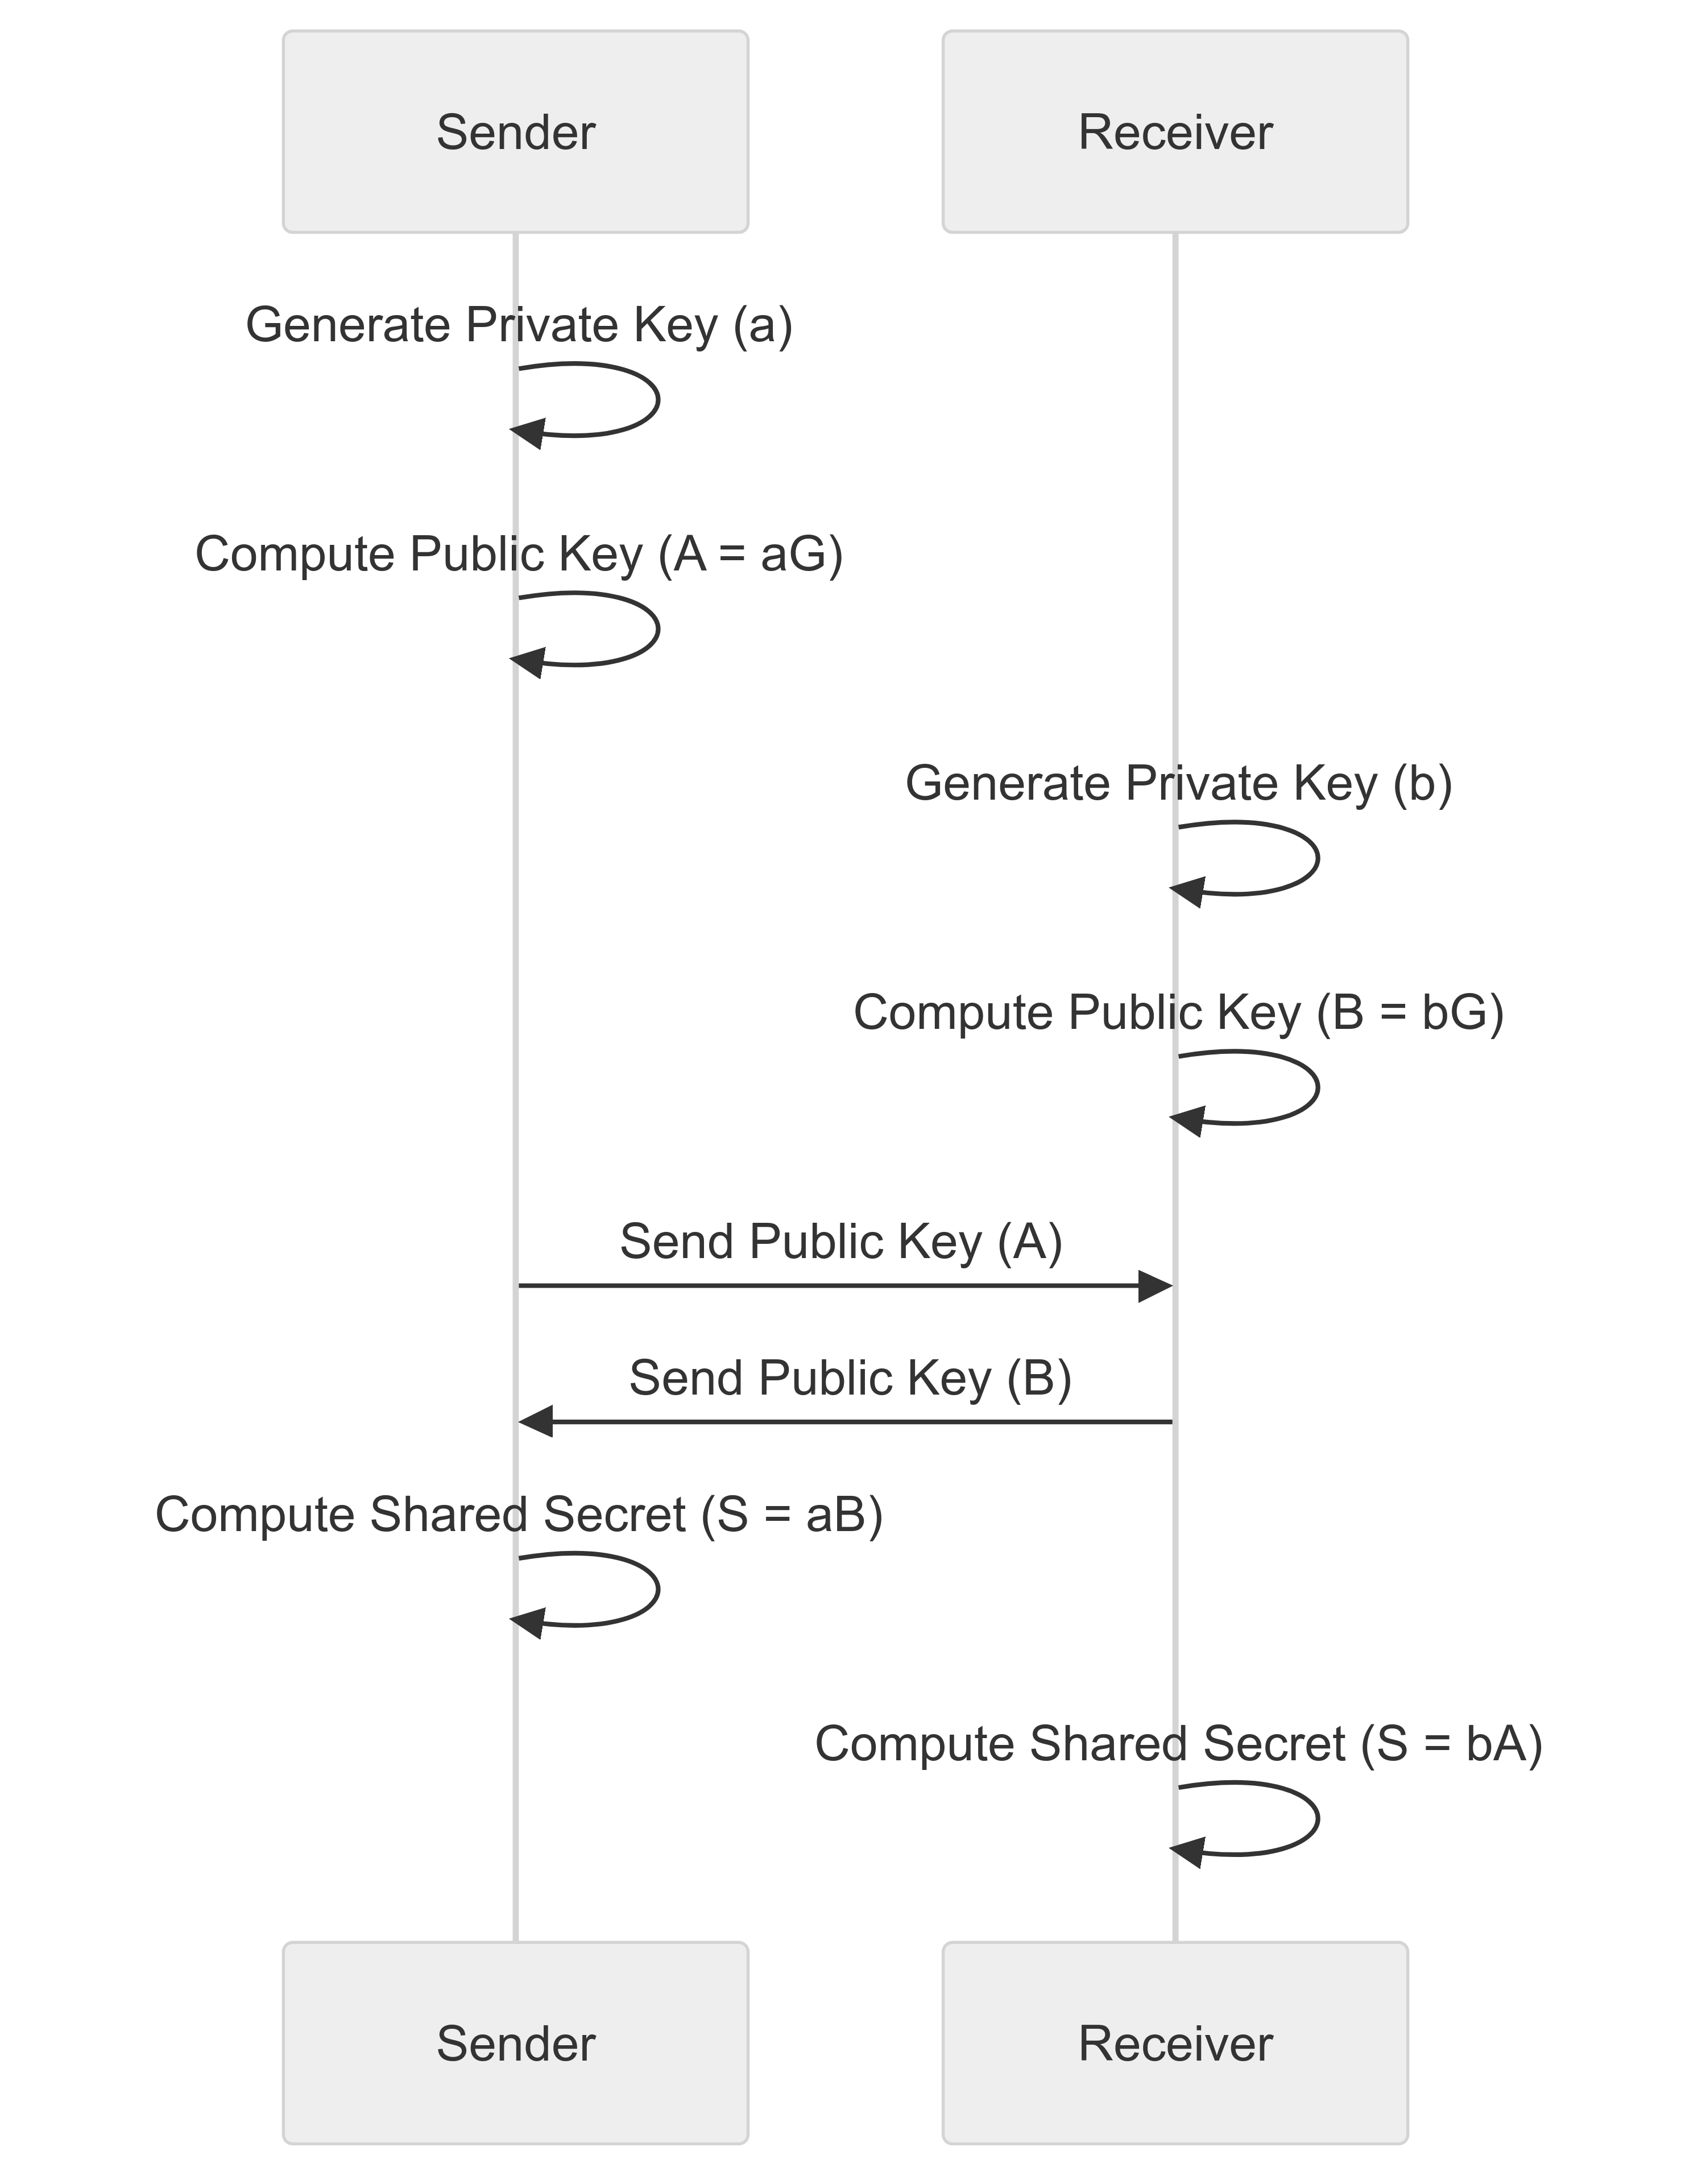 Sender
Receiver
Generate Private Key (a)
Compute Public Key (A = aG)
Generate Private Key (b)
Compute Public Key (B = bG)
Send Public Key (A)
Send Public Key (B)
Compute Shared Secret (S = aB)
Compute Shared Secret (S = bA)
Sender
Receiver